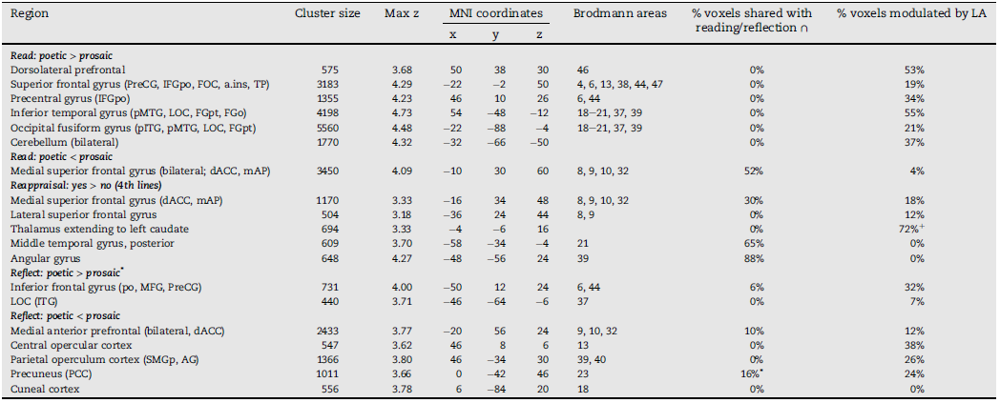 Region Cluster size Max z MNI coordinates Brodmann areas % voxels shared with reading/reflection ∩ % voxels modulated by LA
x y z
Read: poetic > prosaic
Dorsolateral prefrontal 575 3.68 50 38 30 46 0% 53%
Superior frontal gyrus (PreCG, IFGpo, FOC, a.ins, TP) 3183 4.29 −22 −2 50 4, 6, 13, 38, 44, 47 0% 19%
Precentral gyrus (IFGpo) 1355 4.23 46 10 26 6, 44 0% 34%
Inferior temporal gyrus (pMTG, LOC, FGpt, FGo) 4198 4.73 54 −48 −12 18−21, 37, 39 0% 55%
Occipital fusiform gyrus (pITG, pMTG, LOC, FGpt) 5560 4.48 −22 −88 −4 18−21, 37, 39 0% 21%
Cerebellum (bilateral) 1770 4.32 −32 −66 −50 0% 37%
Read: poetic < prosaic
Medial superior frontal gyrus (bilateral; dACC, mAP) 3450 4.09 −10 30 60 8, 9, 10, 32 52% 4%
Reappraisal: yes > no (4th lines)
Medial superior frontal gyrus (dACC, mAP) 1170 3.33 −16 34 48 8, 9, 10, 32 30% 18%
Lateral superior frontal gyrus 504 3.18 −36 24 44 8, 9 0% 12%
Thalamus extending to left caudate 694 3.33 −4 −6 16 0% 72%+
Middle temporal gyrus, posterior 609 3.70 −58 −34 −4 21 65% 0%
Angular gyrus 648 4.27 −48 −56 24 39 88% 0%
Reflect: poetic > prosaic*
Inferior frontal gyrus (po, MFG, PreCG) 731 4.00 −50 12 24 6, 44 6% 32%
LOC (ITG) 440 3.71 −46 −64 −6 37 0% 7%
Reflect: poetic < prosaic
Medial anterior prefrontal (bilateral, dACC) 2433 3.77 −20 56 24 9, 10, 32 10% 12%
Central opercular cortex 547 3.62 46 8 6 13 0% 38%
Parietal operculum cortex (SMGp, AG) 1366 3.80 46 −34 30 39, 40 0% 26%
Precuneus (PCC) 1011 3.66 0 −42 46 23 16%* 24%
Cuneal cortex 556 3.78 6 −84 20 18 0% 0%